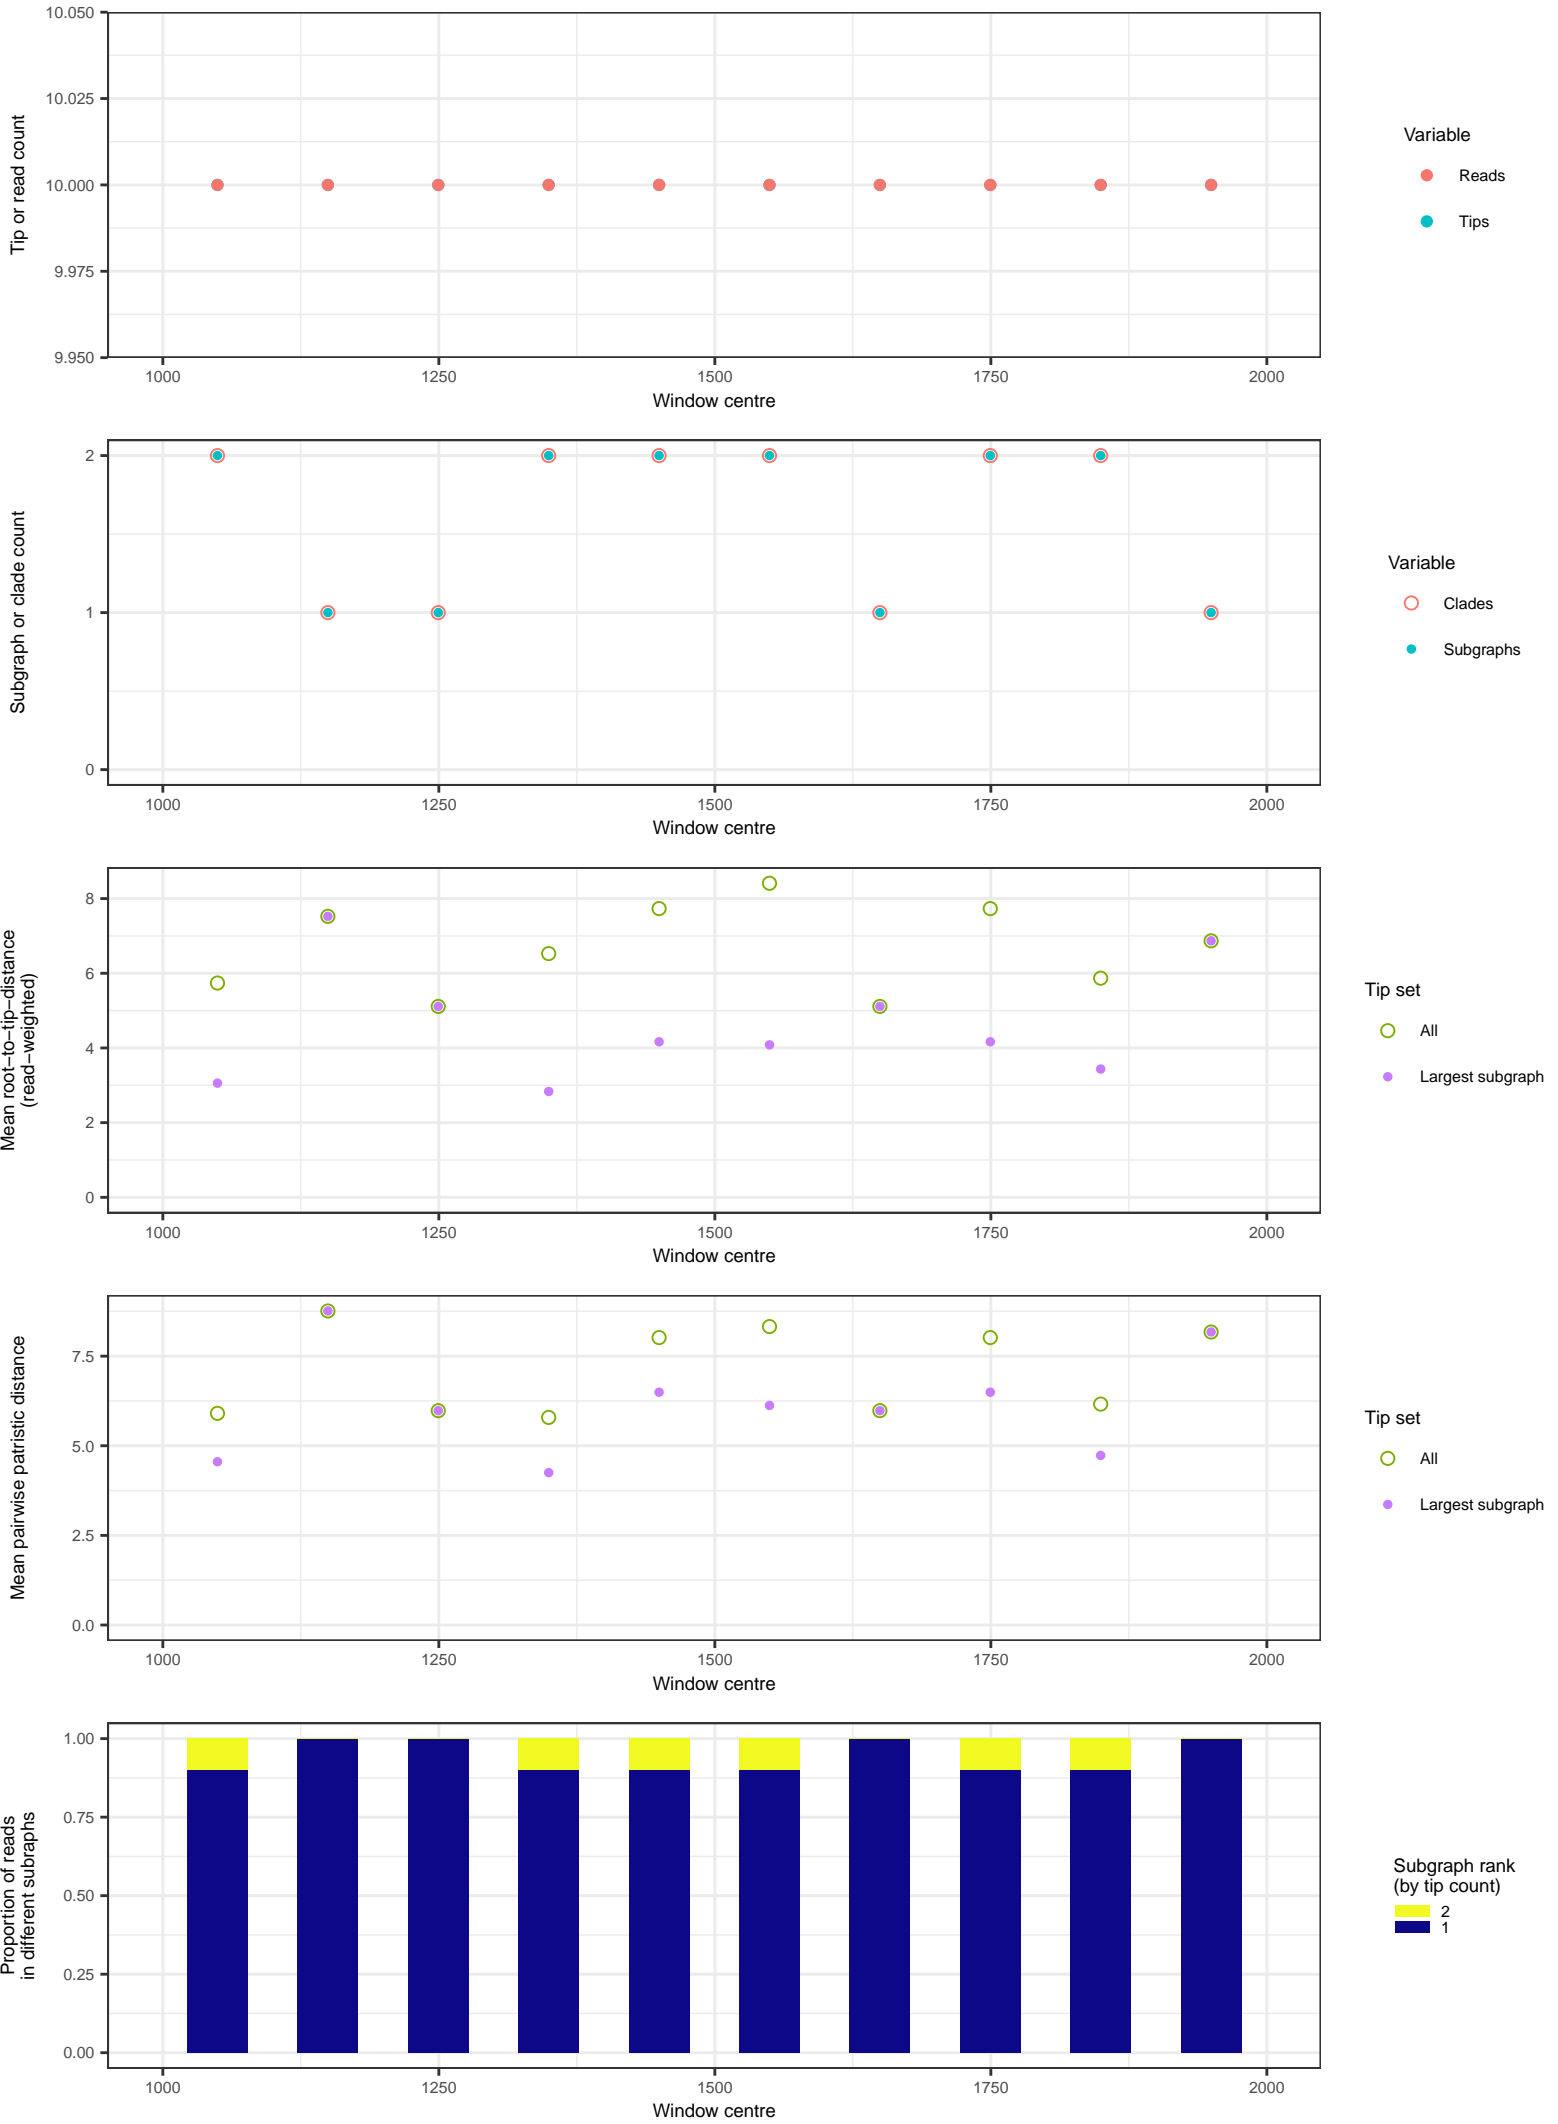 10.050
10.025
10.000
9.975
9.950
Tip or read count
1000 1250 1500 1750 2000
Window centre
Variable
Reads
Tips
2
1
0
Subgraph or clade count
1000 1250 1500 1750 2000
Window centre
Variable
Clades
Subgraphs
8
6
4
2
0
Mean root−to−tip−distance
(read−weighted)
1000 1250 1500 1750 2000
Window centre
Tip set
All
Largest subgraph
7.5
5.0
2.5
0.0
Mean pairwise patristic distance
1000 1250 1500 1750 2000
Window centre
Tip set
All
Largest subgraph
1.00
0.75
0.50
0.25
0.00
Proportion of reads
in different subraphs
1000 1250 1500 1750 2000
Window centre
Subgraph rank
(by tip count)
2
1